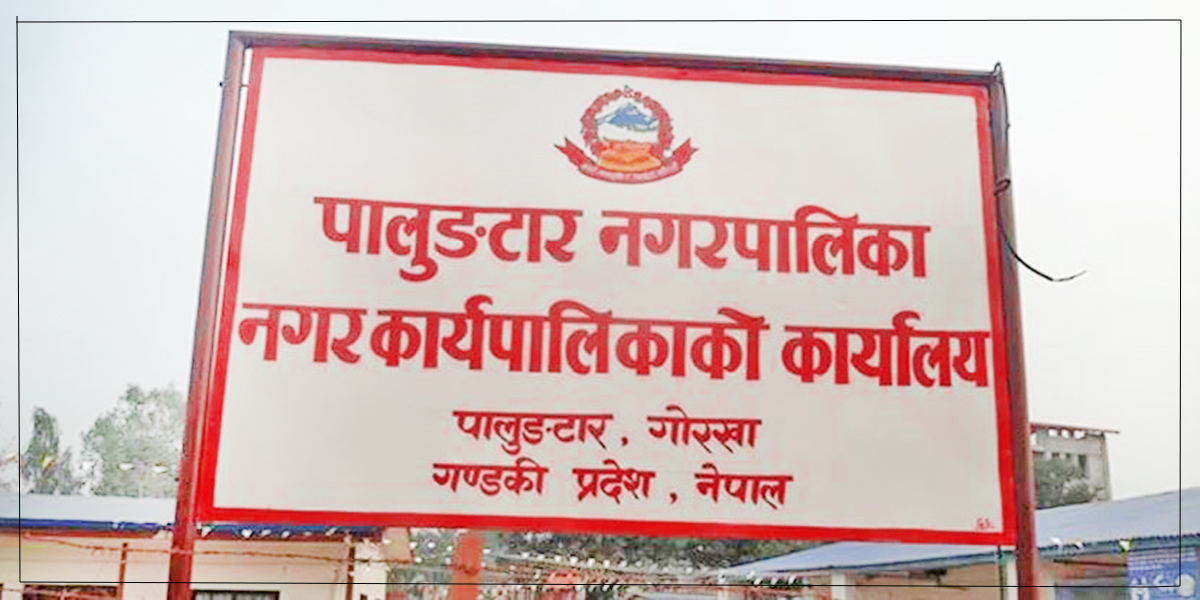 पालुङटार नगरपालिका
नगर कार्यपालिकाको कार्यालय
पालुङटार, गोरखा
गण्डकी प्रदेश, नेपाल